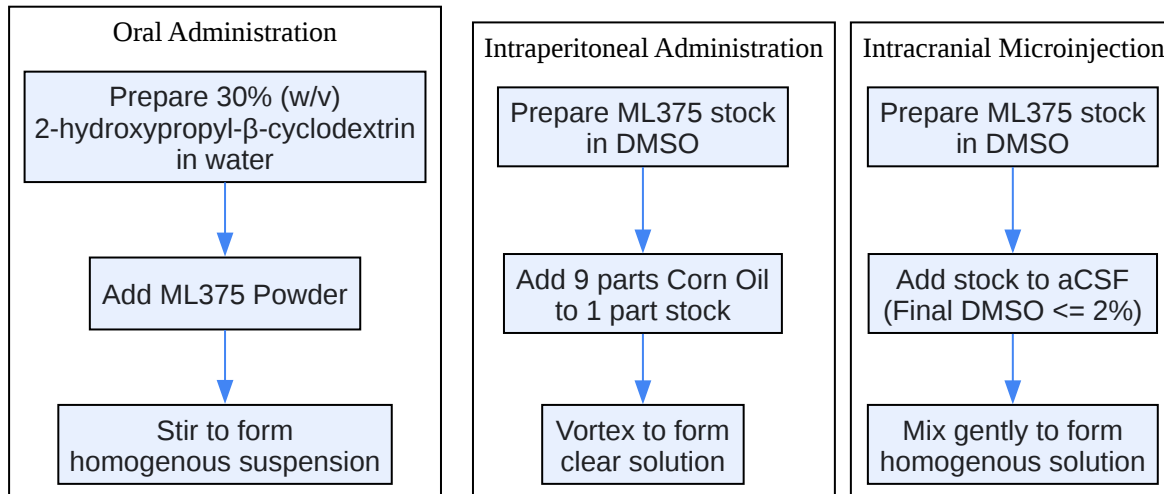 Oral Administration
Prepare 30% (w/v)
2-hydroxypropyl-β-cyclodextrin
in water
Add ML375 Powder
Stir to form
homogenous suspension
Intraperitoneal Administration
Prepare ML375 stock
in DMSO
Add 9 parts Corn Oil
to 1 part stock
Vortex to form
clear solution
Intracranial Microinjection
Prepare ML375 stock
in DMSO
Add stock to aCSF
(Final DMSO <= 2%)
Mix gently to form
homogenous solution